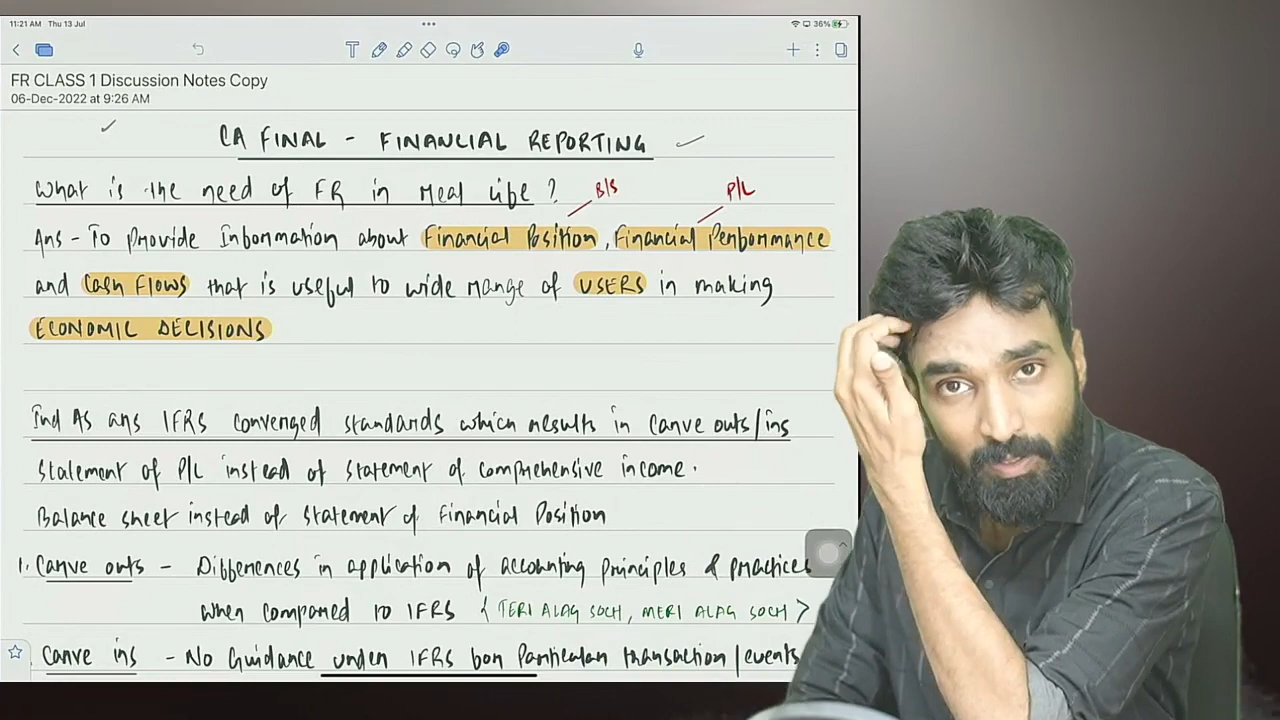 11:21 AM Thu 13 Jul
36%
FR CLASS 1 Discussion Notes Copy
06-Dec-2022 at 9:26 AM
CA FINAL - FINANCIAL REPORTING
What is the need of FR in real life ?
B/S
P/L
Ans - To provide Information about Financial Position, Financial Performance
and Cash Flows that is useful to wide range of USERS in making
ECONOMIC DECISIONS
Ind AS ans IFRS converged standards which results in carve outs/ins
Statement of P/L instead of statement of comprehensive income.
Balance sheet instead of statement of Financial Position
1. Carve outs - Differences in application of accounting principles & practices
when compared to IFRS < TERI ALAG SOCH, MERI ALAG SOCH >
Carve ins - No Guidance under IFRS for Particular transaction/events